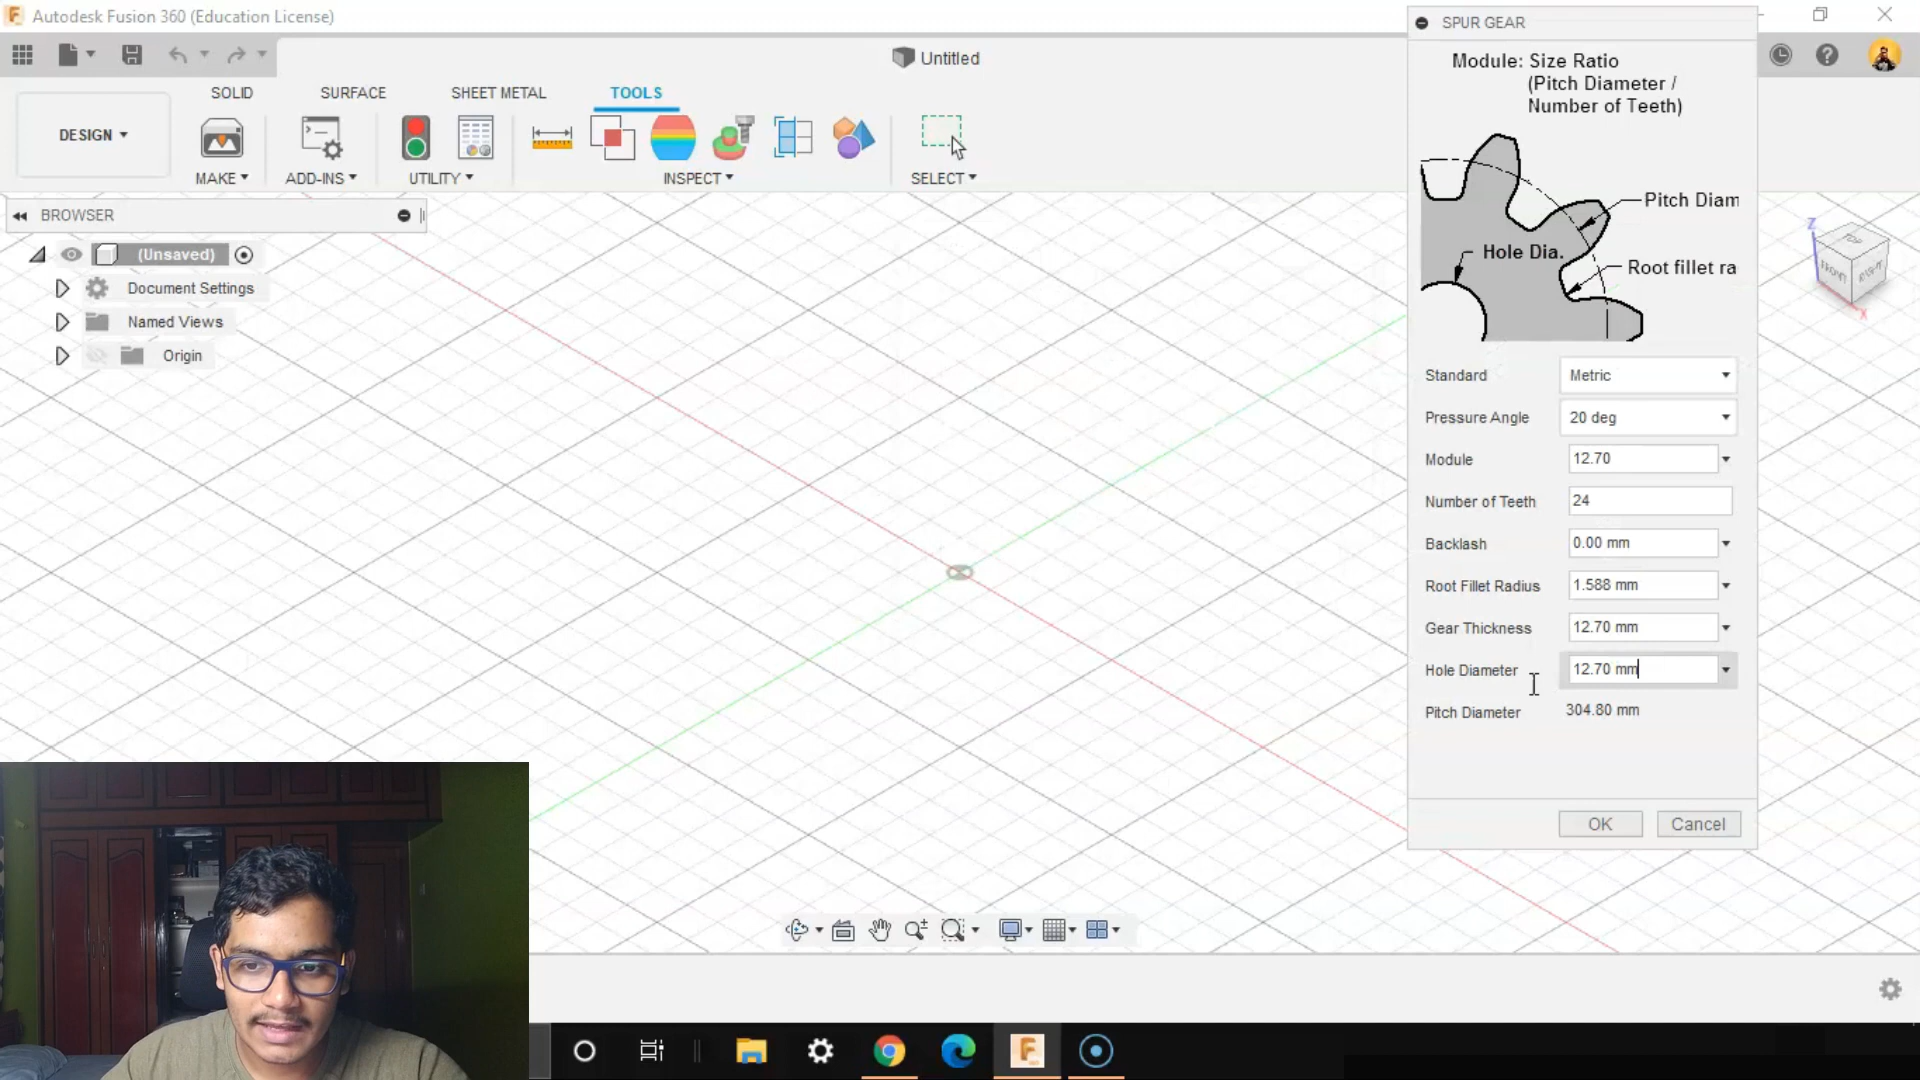 Autodesk Fusion 360 (Education License)
Untitled
SOLID
SURFACE
SHEET METAL
TOOLS
DESIGN
MAKE
ADD-INS
UTILITY
INSPECT
SELECT
BROWSER
(Unsaved)
Document Settings
Named Views
Origin
SPUR GEAR
Module: Size Ratio
(Pitch Diameter /
Number of Teeth)
Pitch Diam
Hole Dia.
Root fillet ra
Standard
Metric
Pressure Angle
20 deg
Module
12.70
Number of Teeth
24
Backlash
0.00 mm
Root Fillet Radius
1.588 mm
Gear Thickness
12.70 mm
Hole Diameter
12.70 mm
Pitch Diameter
304.80 mm
OK
Cancel
Z
TOP
FRONT
RIGHT
X